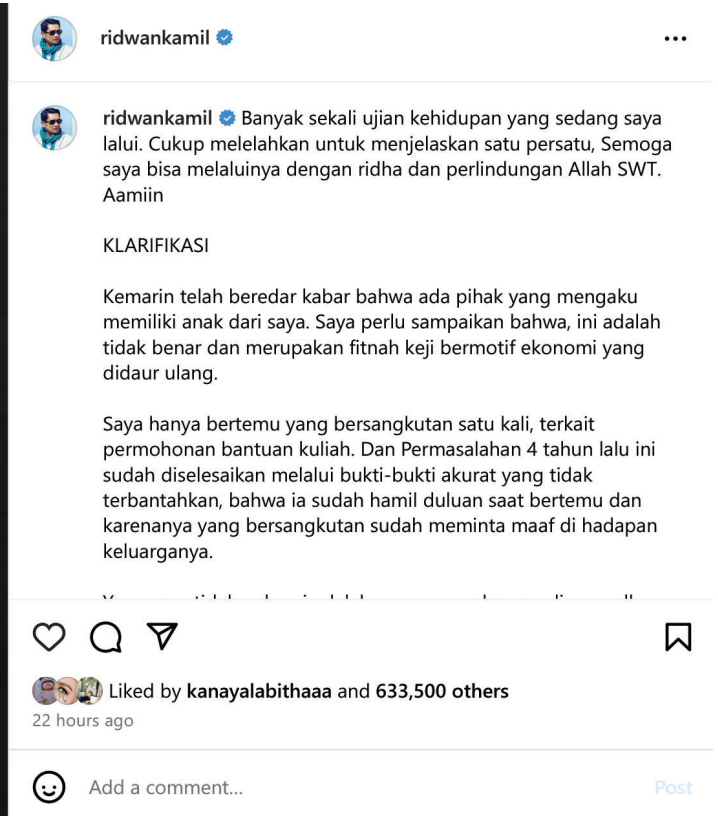 ridwankamil
ridwankamil Banyak sekali ujian kehidupan yang sedang saya
lalui. Cukup melelahkan untuk menjelaskan satu persatu, Semoga
saya bisa melaluinya dengan ridha dan perlindungan Allah SWT.
Aamiin
KLARIFIKASI
Kemarin telah beredar kabar bahwa ada pihak yang mengaku
memiliki anak dari saya. Saya perlu sampaikan bahwa, ini adalah
tidak benar dan merupakan fitnah keji bermotif ekonomi yang
didaur ulang.
Saya hanya bertemu yang bersangkutan satu kali, terkait
permohonan bantuan kuliah. Dan Permasalahan 4 tahun lalu ini
sudah diselesaikan melalui bukti-bukti akurat yang tidak
terbantahkan, bahwa ia sudah hamil duluan saat bertemu dan
karenanya yang bersangkutan sudah meminta maaf di hadapan
keluarganya.
Liked by kanayalabithaaa and 633,500 others
22 hours ago
Add a comment...
Post